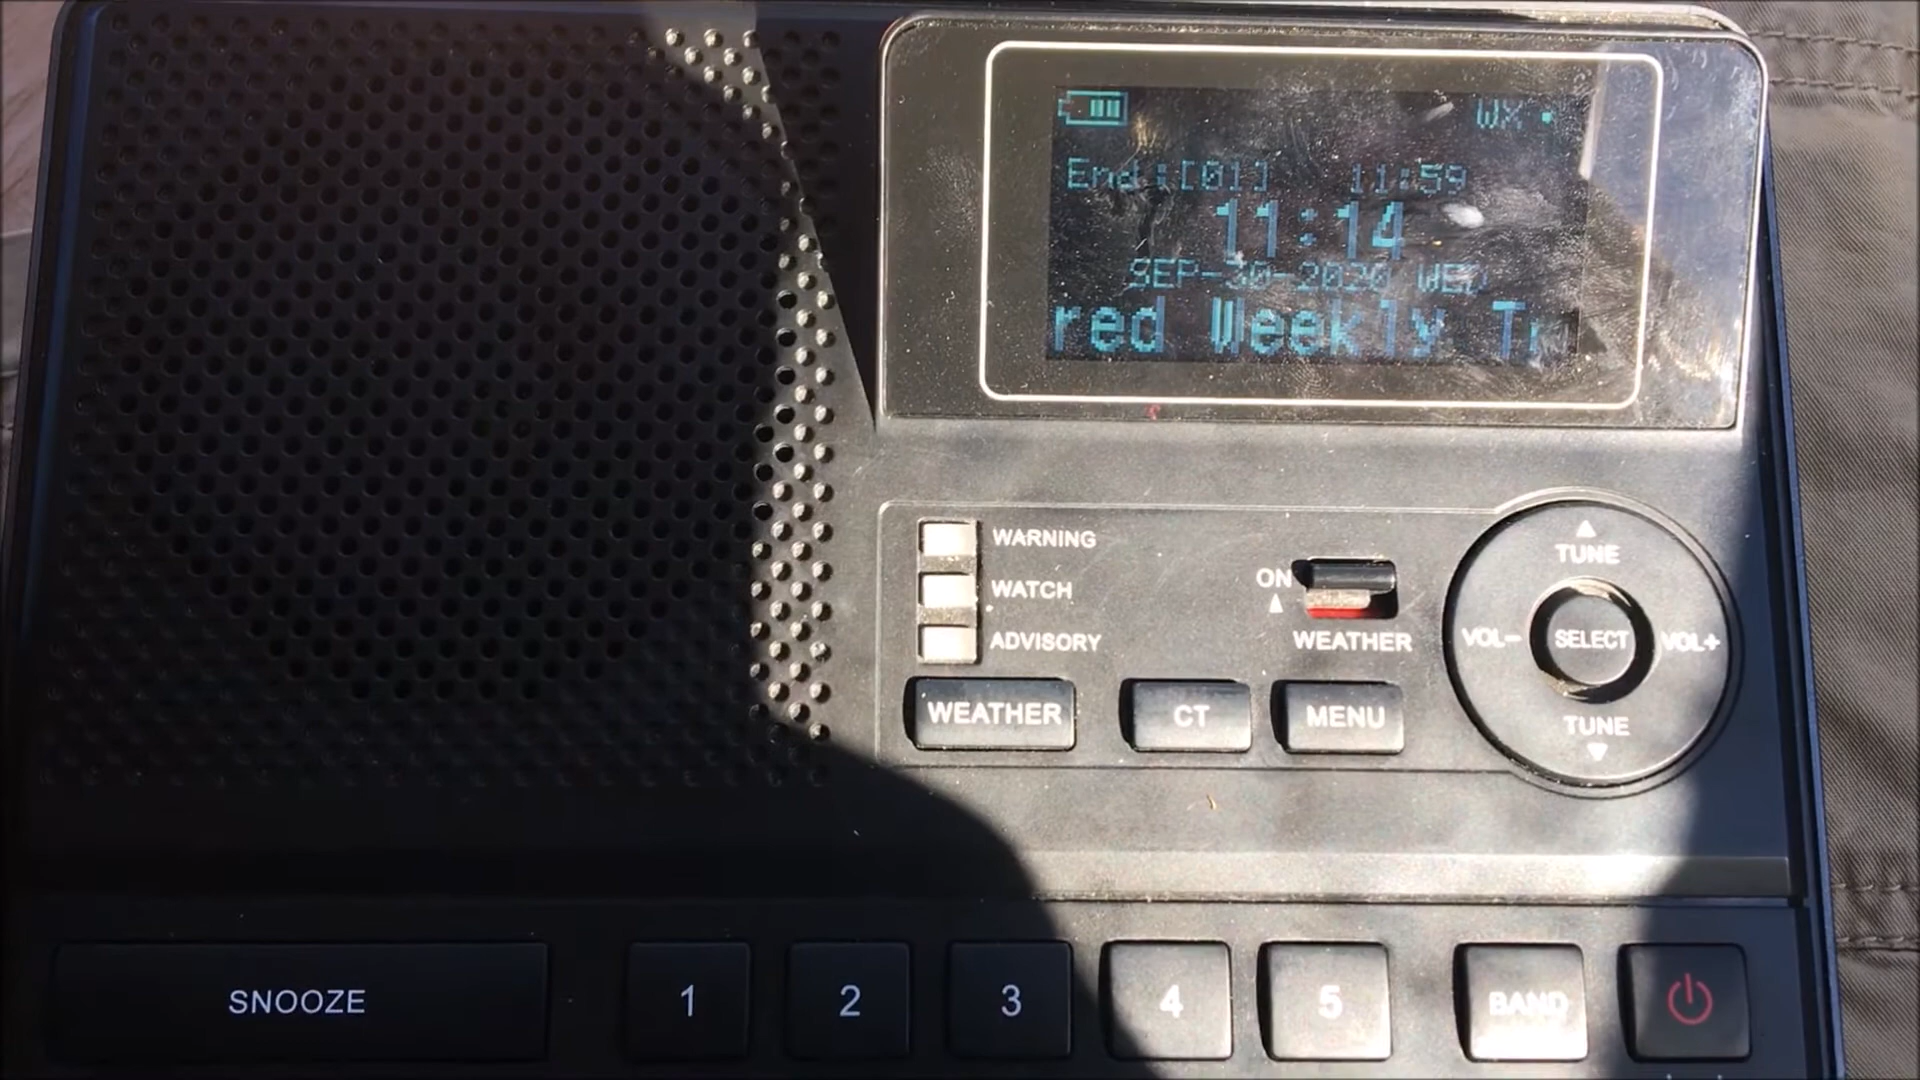 WX
End:[01] 11:59
11:14
SEP-30-2020 WED
red Weekly
WARNING
WATCH
ADVISORY
ON
WEATHER
TUNE
VOL- SELECT VOL+
TUNE
WEATHER CT MENU
SNOOZE 1 2 3 4 5 BAND